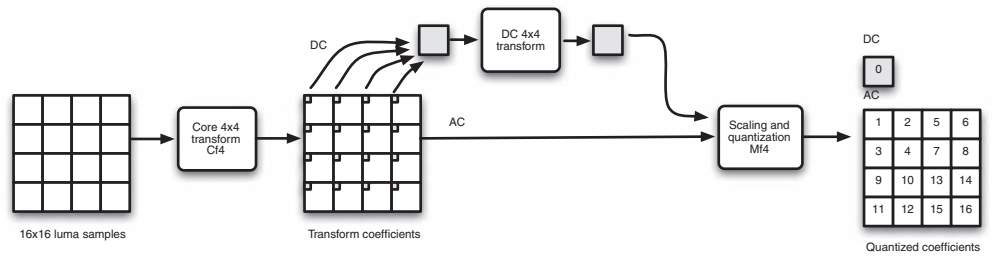 DC
DC 4x4
transform
DC
0
AC
Core 4x4
transform
Cf4
AC
Scaling and
quantization
Mf4
1 2 5 6
3 4 7 8
9 10 13 14
11 12 15 16
16x16 luma samples
Transform coefficients
Quantized coefficients